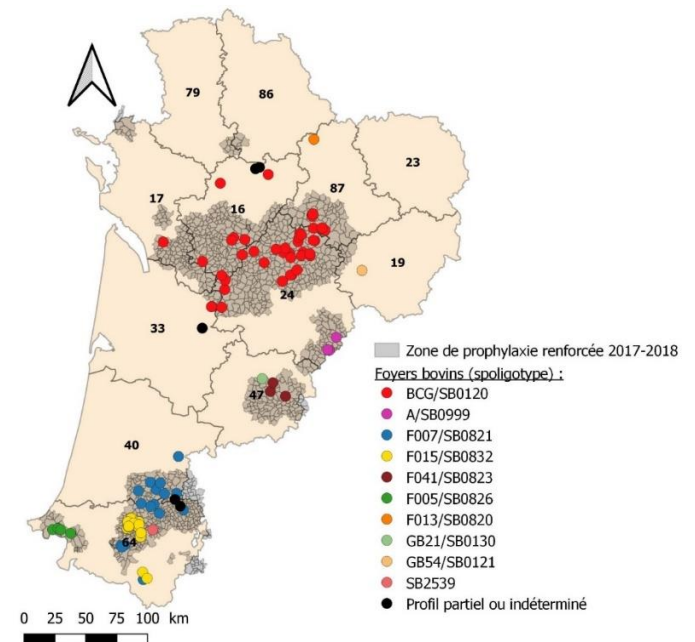 79
86
23
87
17
16
19
24
33
47
40
64
Zone de prophylaxie renforcée 2017-2018
Foyers bovins (spoligotype) :
BCG/SB0120
A/SB0999
F007/SB0821
F015/SB0832
F041/SB0823
F005/SB0826
F013/SB0820
GB21/SB0130
GB54/SB0121
SB2539
Profil partiel ou indéterminé
0 25 50 75 100 km